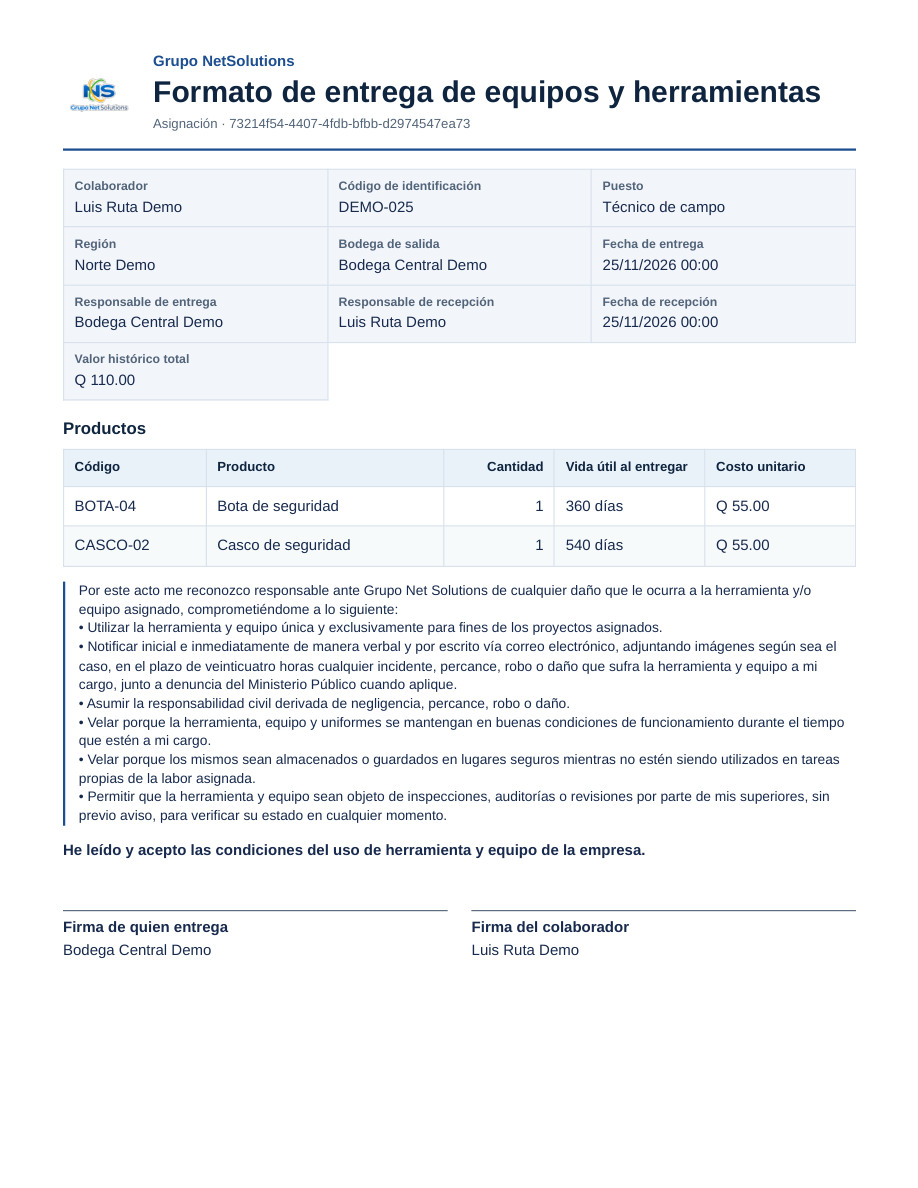 Grupo NetSolutions
NS
Grupo NetSolutions
Formato de entrega de equipos y herramientas
Asignación · 73214f54-4407-4fdb-bfbb-d2974547ea73
Colaborador
Luis Ruta Demo
Código de identificación
DEMO-025
Puesto
Técnico de campo
Región
Norte Demo
Bodega de salida
Bodega Central Demo
Fecha de entrega
25/11/2026 00:00
Responsable de entrega
Bodega Central Demo
Responsable de recepción
Luis Ruta Demo
Fecha de recepción
25/11/2026 00:00
Valor histórico total
Q 110.00
Productos
Código Producto Cantidad Vida útil al entregar Costo unitario
BOTA-04 Bota de seguridad 1 360 días Q 55.00
CASCO-02 Casco de seguridad 1 540 días Q 55.00
Por este acto me reconozco responsable ante Grupo Net Solutions de cualquier daño que le ocurra a la herramienta y/o
equipo asignado, comprometiéndome a lo siguiente:
• Utilizar la herramienta y equipo única y exclusivamente para fines de los proyectos asignados.
• Notificar inicial e inmediatamente de manera verbal y por escrito vía correo electrónico, adjuntando imágenes según sea el
caso, en el plazo de veinticuatro horas cualquier incidente, percance, robo o daño que sufra la herramienta y equipo a mi
cargo, junto a denuncia del Ministerio Público cuando aplique.
• Asumir la responsabilidad civil derivada de negligencia, percance, robo o daño.
• Velar porque la herramienta, equipo y uniformes se mantengan en buenas condiciones de funcionamiento durante el tiempo
que estén a mi cargo.
• Velar porque los mismos sean almacenados o guardados en lugares seguros mientras no estén siendo utilizados en tareas
propias de la labor asignada.
• Permitir que la herramienta y equipo sean objeto de inspecciones, auditorías o revisiones por parte de mis superiores, sin
previo aviso, para verificar su estado en cualquier momento.
He leído y acepto las condiciones del uso de herramienta y equipo de la empresa.
Firma de quien entrega
Bodega Central Demo
Firma del colaborador
Luis Ruta Demo